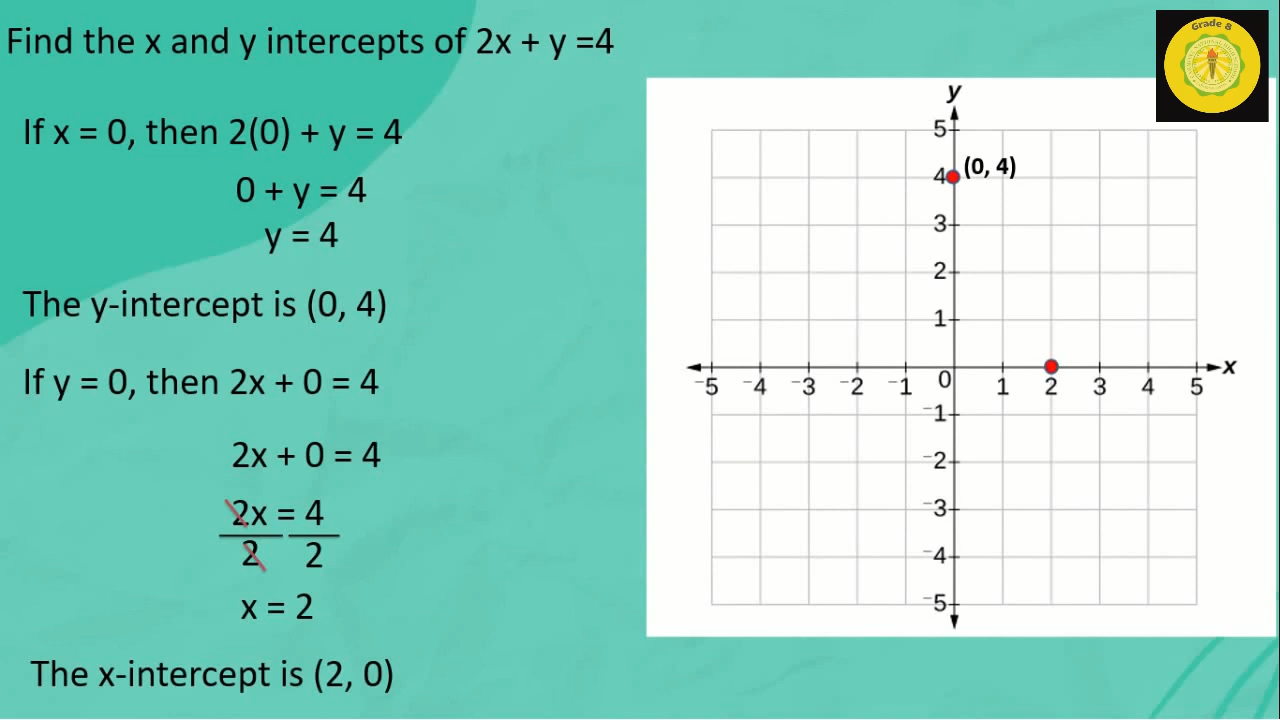 Find the x and y intercepts of 2x + y =4
If x = 0, then 2(0) + y = 4
0 + y = 4
y = 4
The y-intercept is (0, 4)
If y = 0, then 2x + 0 = 4
2x + 0 = 4
2x = 4
2 2
x = 2
The x-intercept is (2, 0)
Grade 8
y
5
4
(0, 4)
3
2
1
x
⁻5 ⁻4 ⁻3 ⁻2 ⁻1 0 1 2 3 4 5
⁻1
⁻2
⁻3
⁻4
⁻5